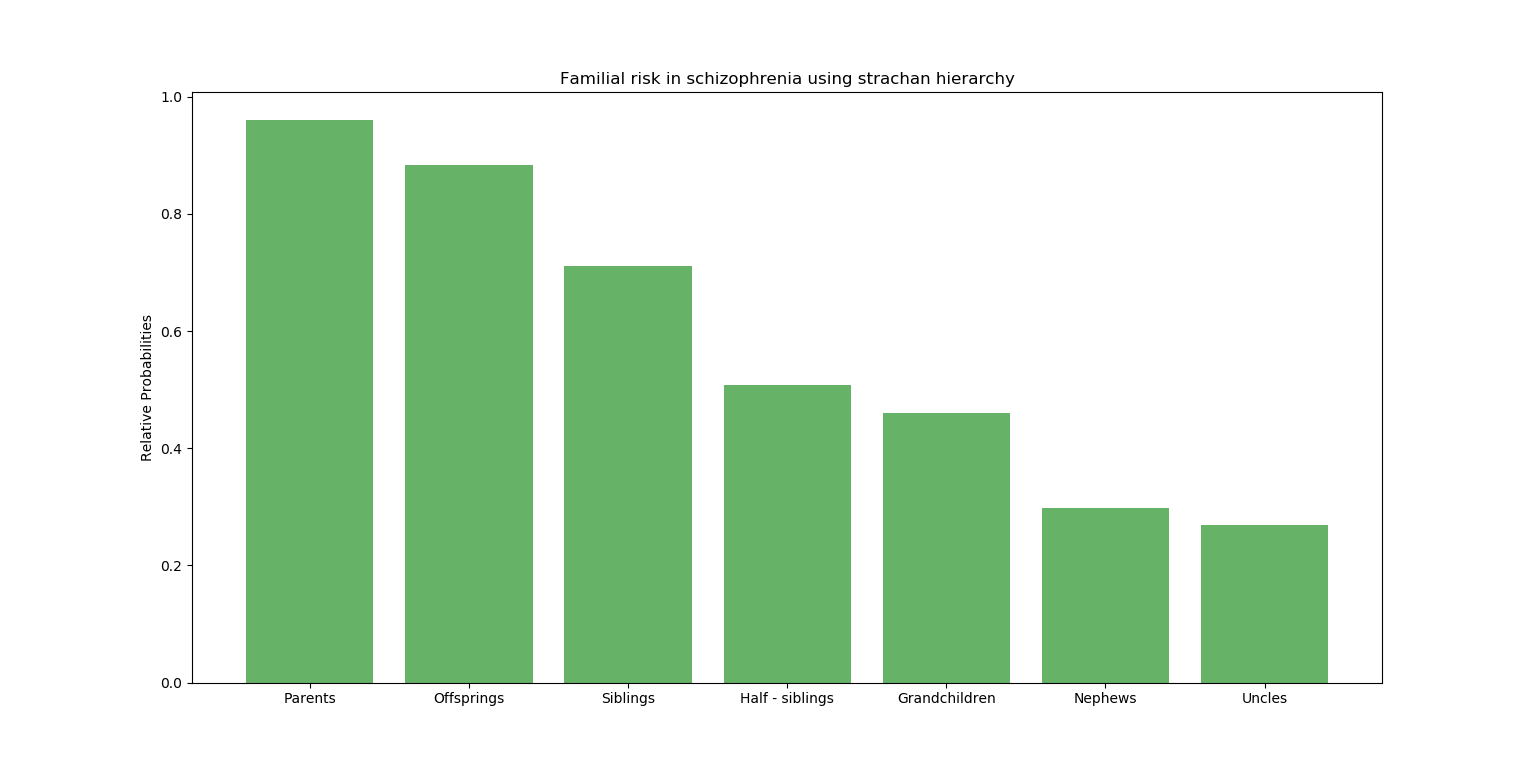 Familial risk in schizophrenia using strachan hierarchy
Relative Probabilities
1.0
0.8
0.6
0.4
0.2
0.0
Parents
Offsprings
Siblings
Half - siblings
Grandchildren
Nephews
Uncles